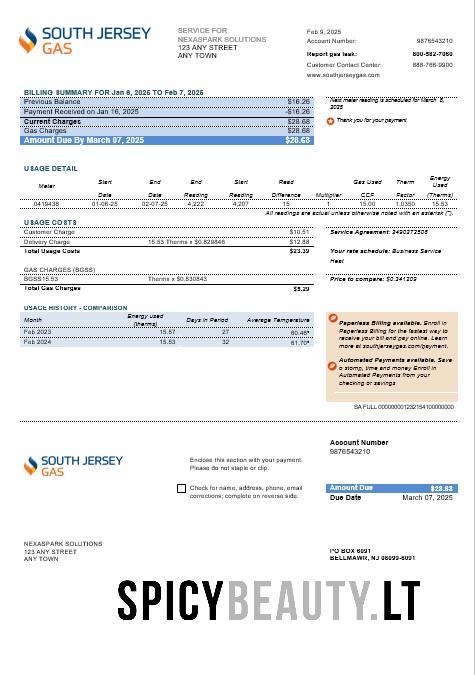 SOUTH JERSEY
GAS
SERVICE FOR
NEXASPARK SOLUTIONS
123 ANY STREET
ANY TOWN
Feb 9, 2025
Account Number: 9876543210
Report gas leak: 800-582-7060
Customer Contact Center: 888-766-9900
www.southjerseygas.com
BILLING SUMMARY FOR Jan 6, 2025 TO Feb 7, 2025
Previous Balance $16.26
Payment Received on Jan 16, 2025 -$16.26
Current Charges $28.68
Gas Charges $28.68
Amount Due By March 07, 2025 $28.68
Next meter reading is scheduled for March 8,
2025
Thank you for your payment
USAGE DETAIL
Meter Start Date End Date End Reading Start Reading Read Difference Multiplier Gas Used CCF Therm Factor Energy Used (Therms)
0419438 01-06-25 02-07-25 4,222 4,207 15 1 15.00 1.0350 15.53
All readings are actual unless otherwise noted with an asterisk (*).
USAGE COSTS
Customer Charge $10.51
Delivery Charge 15.53 Therms x $0.829846 $12.88
Total Usage Costs $23.39
Service Agreement: 2490372508
Your rate schedule: Business Service
Heat
GAS CHARGES (BGSS)
BGSS15.53 Therms x $0.830843
Total Gas Charges $5.29
Price to compare: $0.341209
USAGE HISTORY - COMPARISON
Month Energy used (therms) Days in Period Average Temperature
Feb 2023 15.57 27 60.46*
Feb 2024 15.53 32 61.70*
Paperless Billing available. Enroll in
Paperless Billing for the fastest way to
receive your bill and pay online. Learn
more at southjerseygas.com/payment.
Automated Payments available. Save
a stomp, time and money Enroll in
Automated Payments from your
checking or savings
Account Number
9876543210
SOUTH JERSEY
GAS
Enclose this section with your payment.
Please do not staple or clip.
Check for name, address, phone, email
corrections; complete on reverse side.
Amount Due $28.68
Due Date March 07, 2025
NEXASPARK SOLUTIONS
123 ANY STREET
ANY TOWN
PO BOX 6091
BELLMAWR, NJ 08099-6091
SPICYBEAUTY.LT